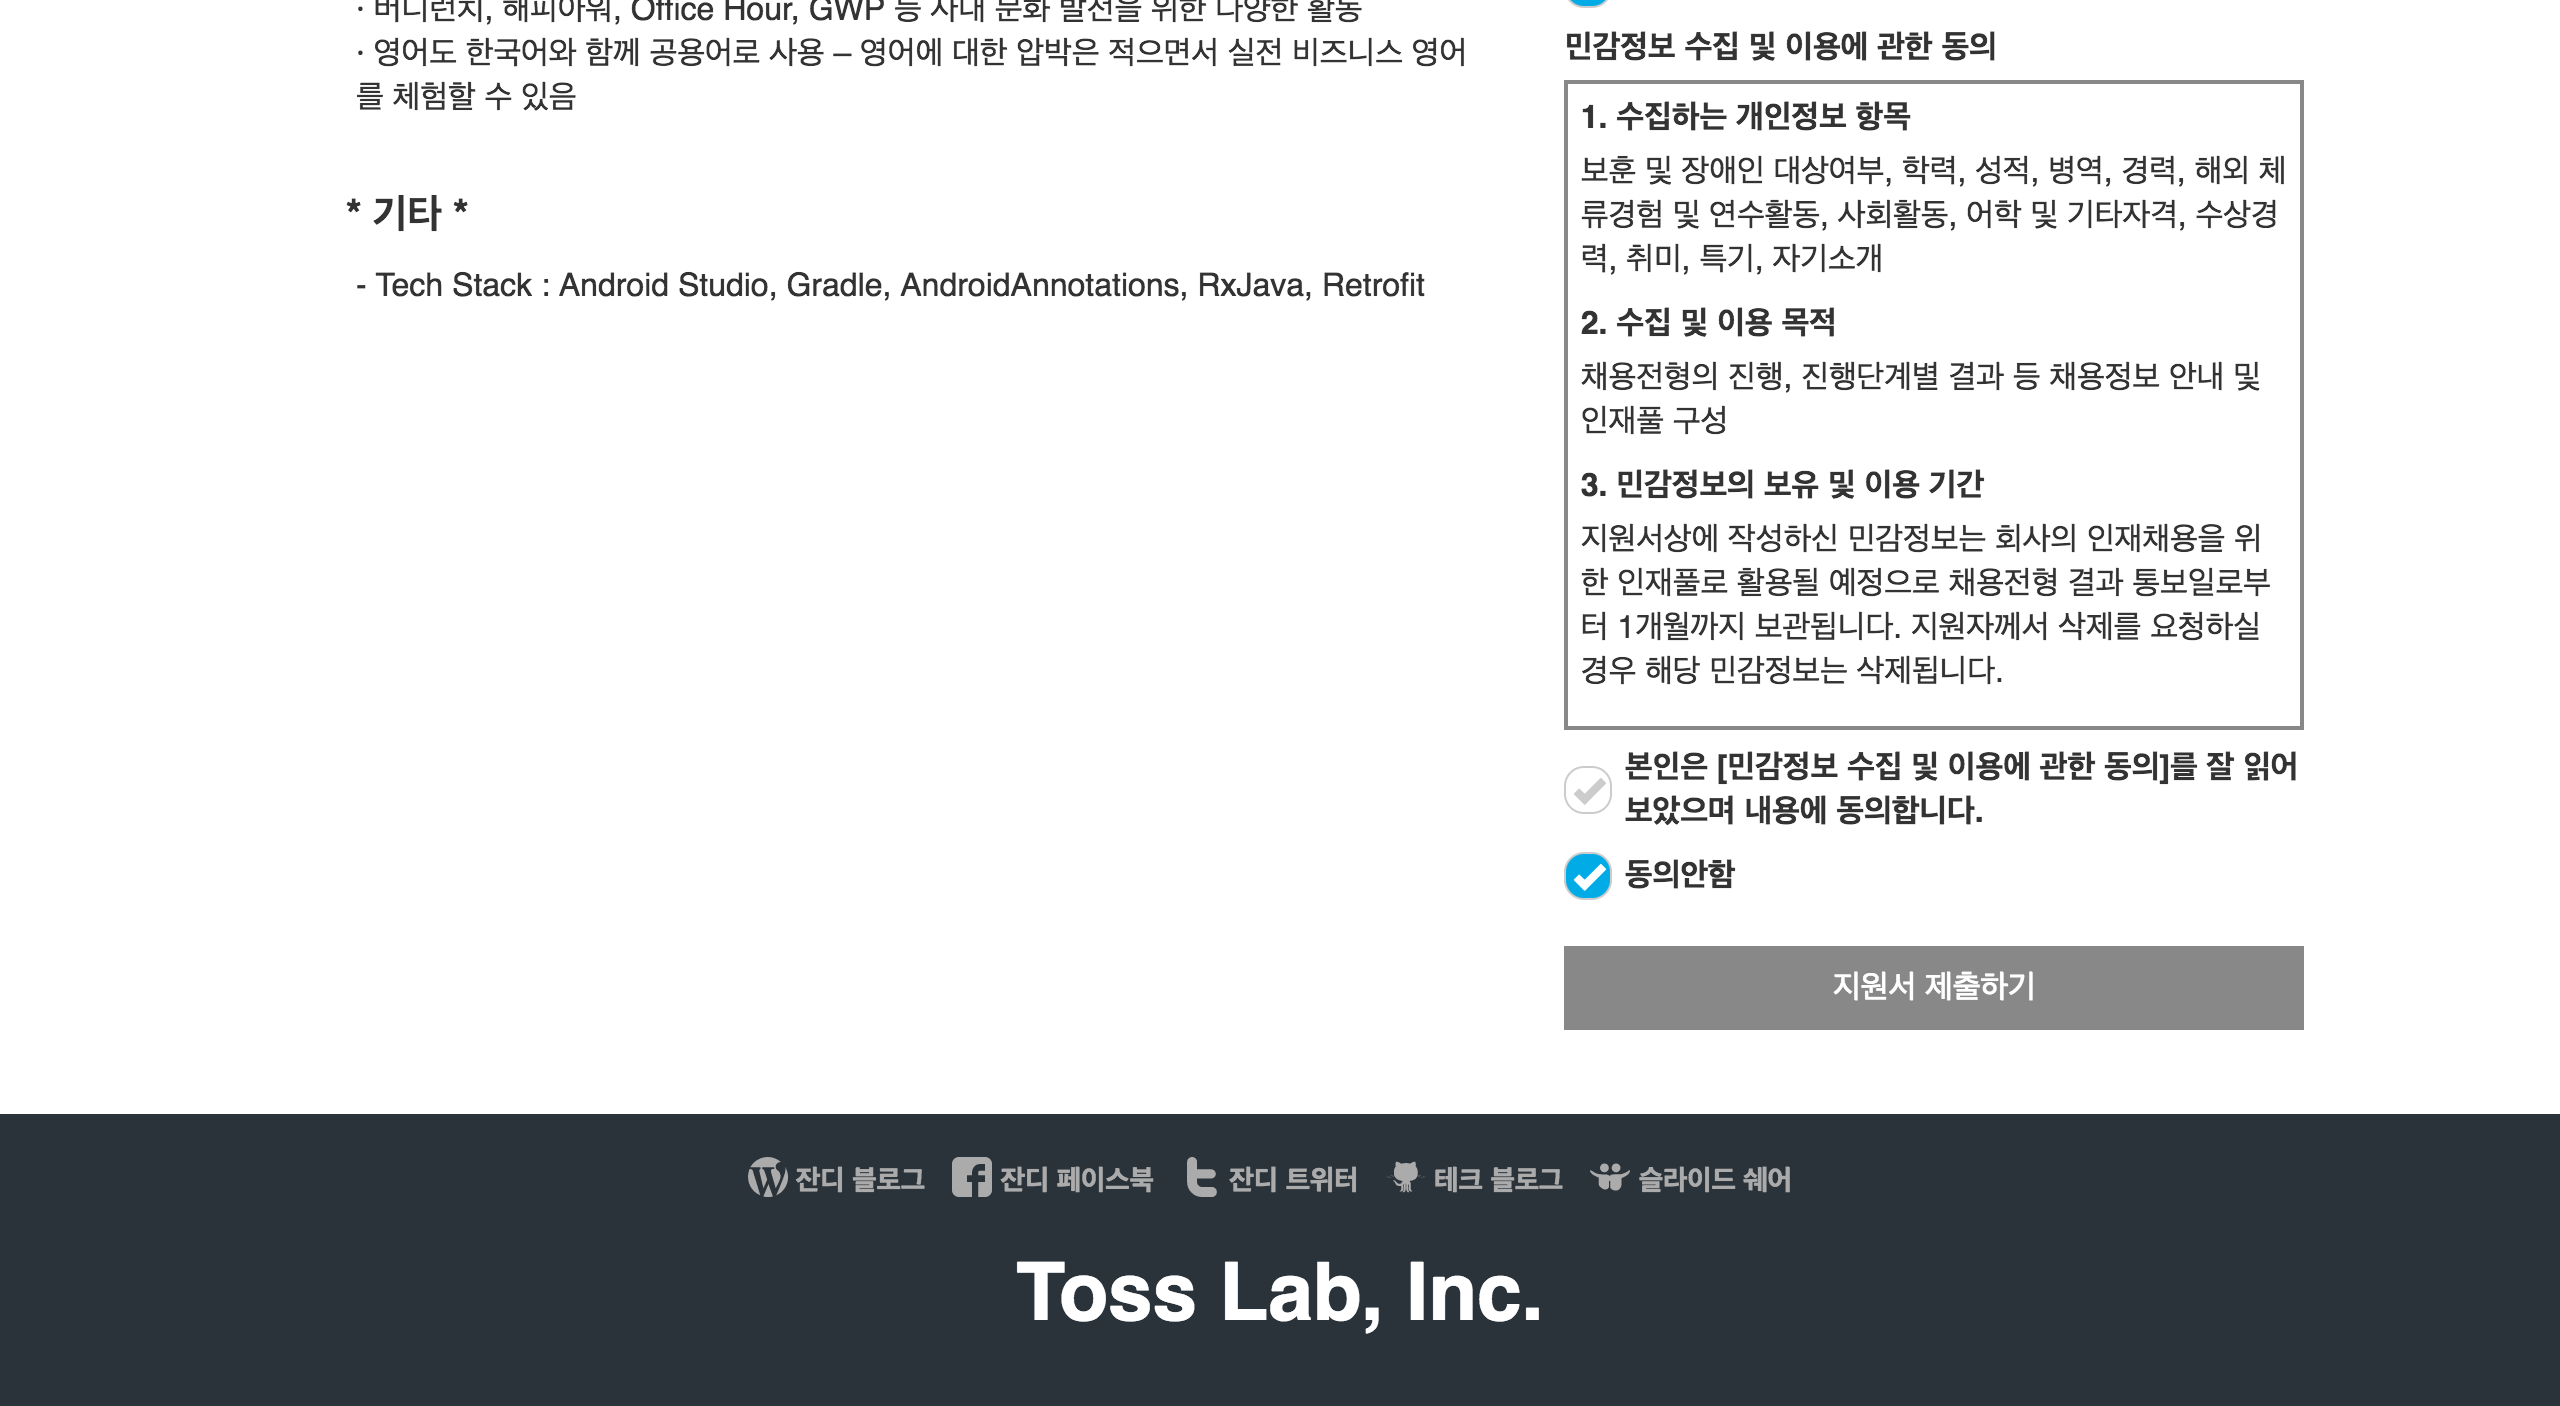 · 버디런치, 해피아워, Office Hour, GWP 등 사내 문화 발전을 위한 다양한 활동
· 영어도 한국어와 함께 공용어로 사용 – 영어에 대한 압박은 적으면서 실전 비즈니스 영어
를 체험할 수 있음
* 기타 *
- Tech Stack : Android Studio, Gradle, AndroidAnnotations, RxJava, Retrofit
민감정보 수집 및 이용에 관한 동의
1. 수집하는 개인정보 항목
보훈 및 장애인 대상여부, 학력, 성적, 병역, 경력, 해외 체
류경험 및 연수활동, 사회활동, 어학 및 기타자격, 수상경
력, 취미, 특기, 자기소개
2. 수집 및 이용 목적
채용전형의 진행, 진행단계별 결과 등 채용정보 안내 및
인재풀 구성
3. 민감정보의 보유 및 이용 기간
지원서상에 작성하신 민감정보는 회사의 인재채용을 위
한 인재풀로 활용될 예정으로 채용전형 결과 통보일로부
터 1개월까지 보관됩니다. 지원자께서 삭제를 요청하실
경우 해당 민감정보는 삭제됩니다.
본인은 [민감정보 수집 및 이용에 관한 동의]를 잘 읽어
보았으며 내용에 동의합니다.
동의안함
지원서 제출하기
잔디 블로그 잔디 페이스북 잔디 트위터 테크 블로그 슬라이드 쉐어
Toss Lab, Inc.